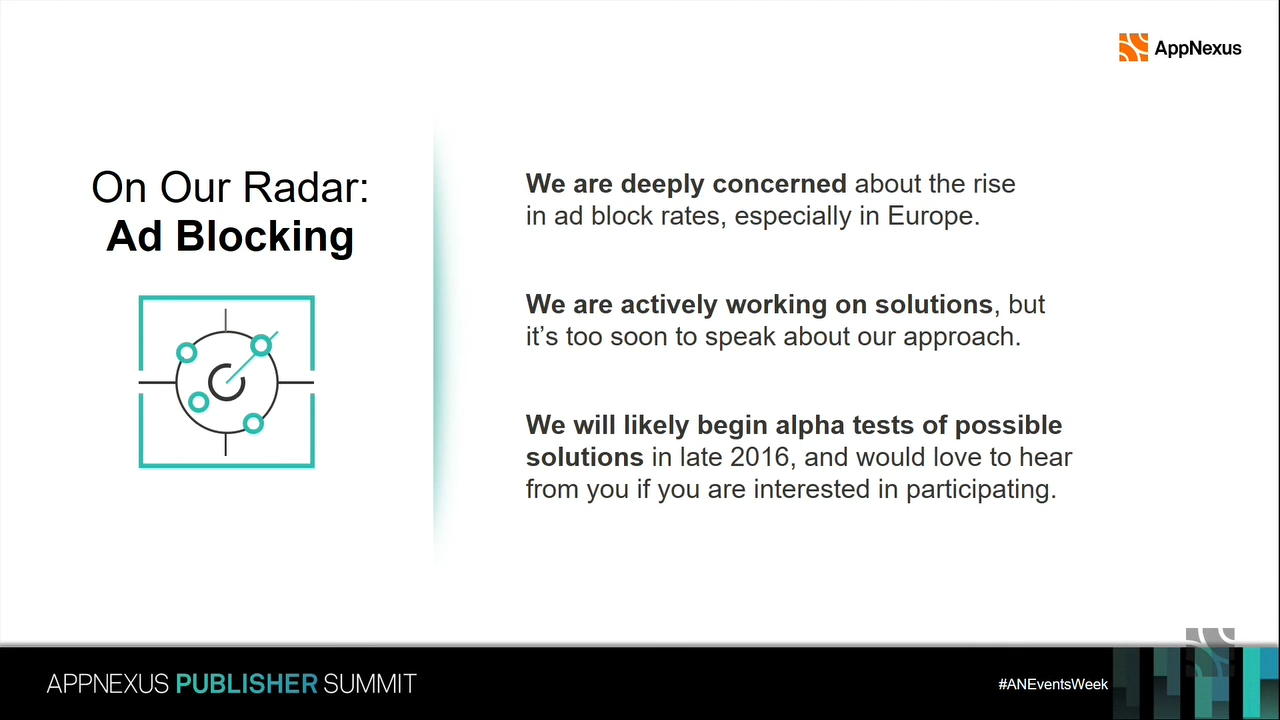 AppNexus
On Our Radar:
Ad Blocking
We are deeply concerned about the rise
in ad block rates, especially in Europe.
We are actively working on solutions, but
it’s too soon to speak about our approach.
We will likely begin alpha tests of possible
solutions in late 2016, and would love to hear
from you if you are interested in participating.
APPNEXUS PUBLISHER SUMMIT
#ANEventsWeek